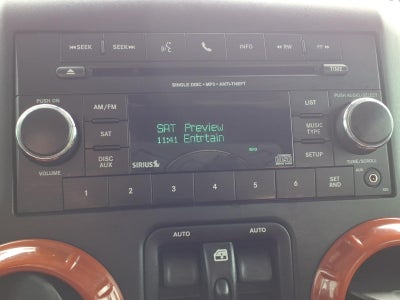 SEEK SEEK INFO RW FF
SINGLE DISC • MP3 • ANTI-THEFT TIME
PUSH ON PUSH AUDIO/SELECT
AM/FM LIST
SAT Preview
SAT MUSIC TYPE
11:41 Entrtain
DISC AUX SETUP
SIRIUS disc
VOLUME TUNE/SCROLL
AUX
1 2 3 4 5 6 SET RND
AUTO AUTO